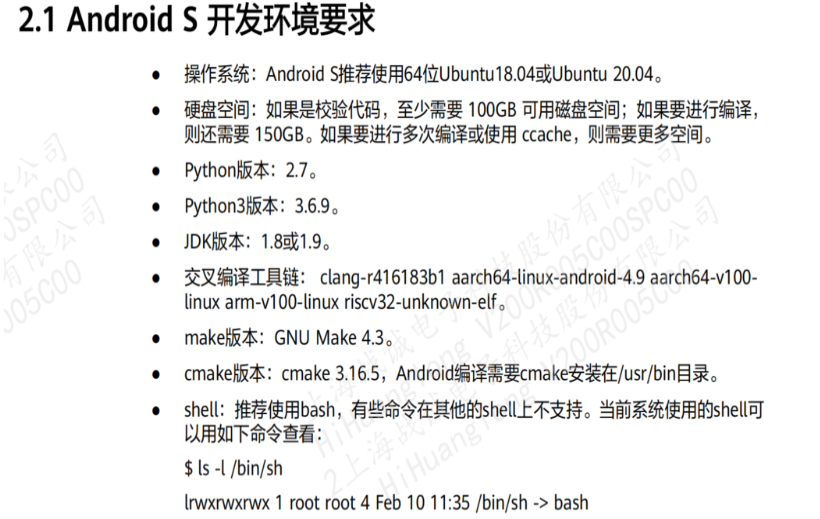 2.1 Android S 开发环境要求
● 操作系统：Android S推荐使用64位Ubuntu18.04或Ubuntu 20.04。
● 硬盘空间：如果是校验代码，至少需要 100GB 可用磁盘空间；如果要进行编译，
则还需要 150GB。如果要进行多次编译或使用 ccache，则需要更多空间。
● Python版本：2.7。
● Python3版本：3.6.9。
● JDK版本：1.8或1.9。
● 交叉编译工具链： clang-r416183b1 aarch64-linux-android-4.9 aarch64-v100-
linux arm-v100-linux riscv32-unknown-elf。
● make版本：GNU Make 4.3。
● cmake版本：cmake 3.16.5，Android编译需要cmake安装在/usr/bin目录。
● shell：推荐使用bash，有些命令在其他的shell上不支持。当前系统使用的shell可
以用如下命令查看：
$ ls -l /bin/sh
lrwxrwxrwx 1 root root 4 Feb 10 11:35 /bin/sh -> bash